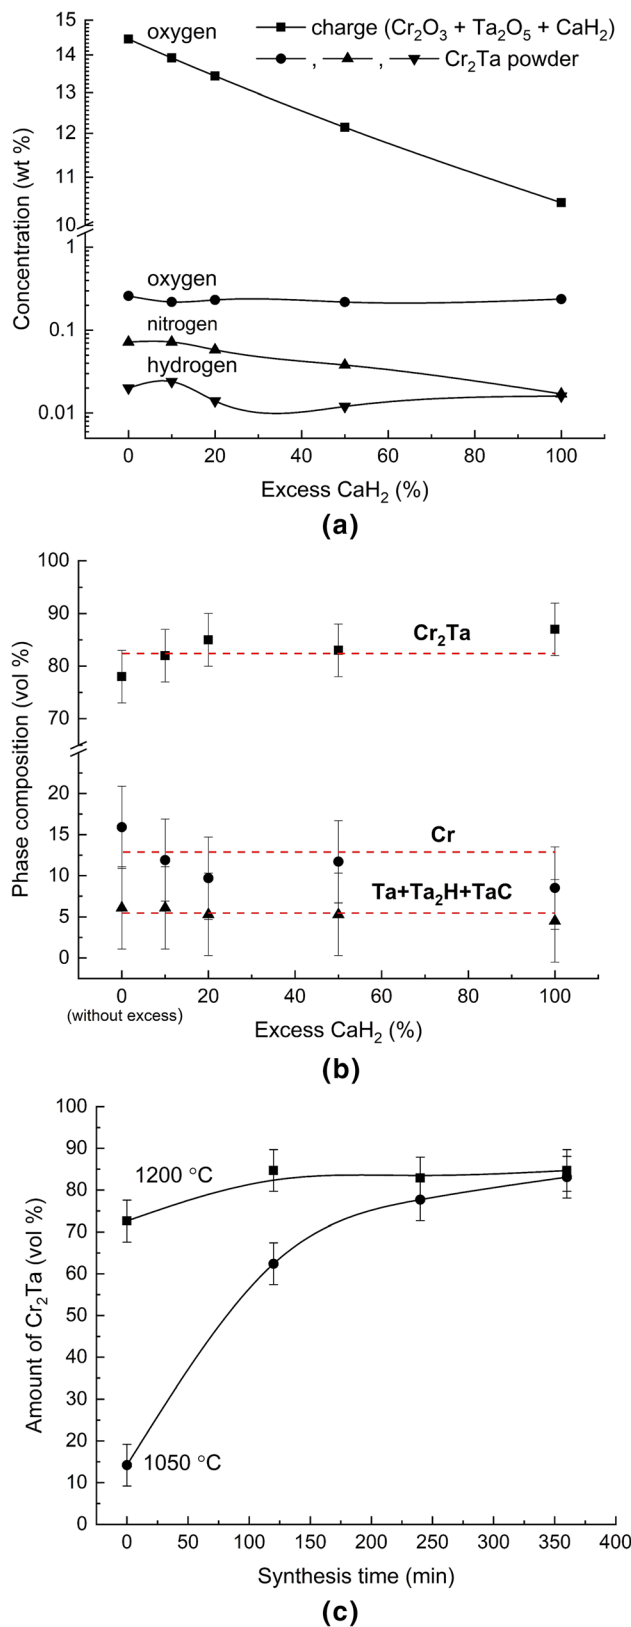 15
14
13
12
11
10
1
0.1
0.01
Concentration (wt %)
oxygen
charge (Cr₂O₃ + Ta₂O₅ + CaH₂)
, , Cr₂Ta powder
oxygen
nitrogen
hydrogen
0 20 40 60 80 100
Excess CaH₂ (%)
(a)
100
90
80
70
20
15
10
5
0
Phase composition (vol %)
Cr₂Ta
Cr
Ta+Ta₂H+TaC
0 20 40 60 80 100
(without excess)
Excess CaH₂ (%)
(b)
100
90
80
70
60
50
40
30
20
10
0
Amount of Cr₂Ta (vol %)
1200 °C
1050 °C
0 50 100 150 200 250 300 350 400
Synthesis time (min)
(c)